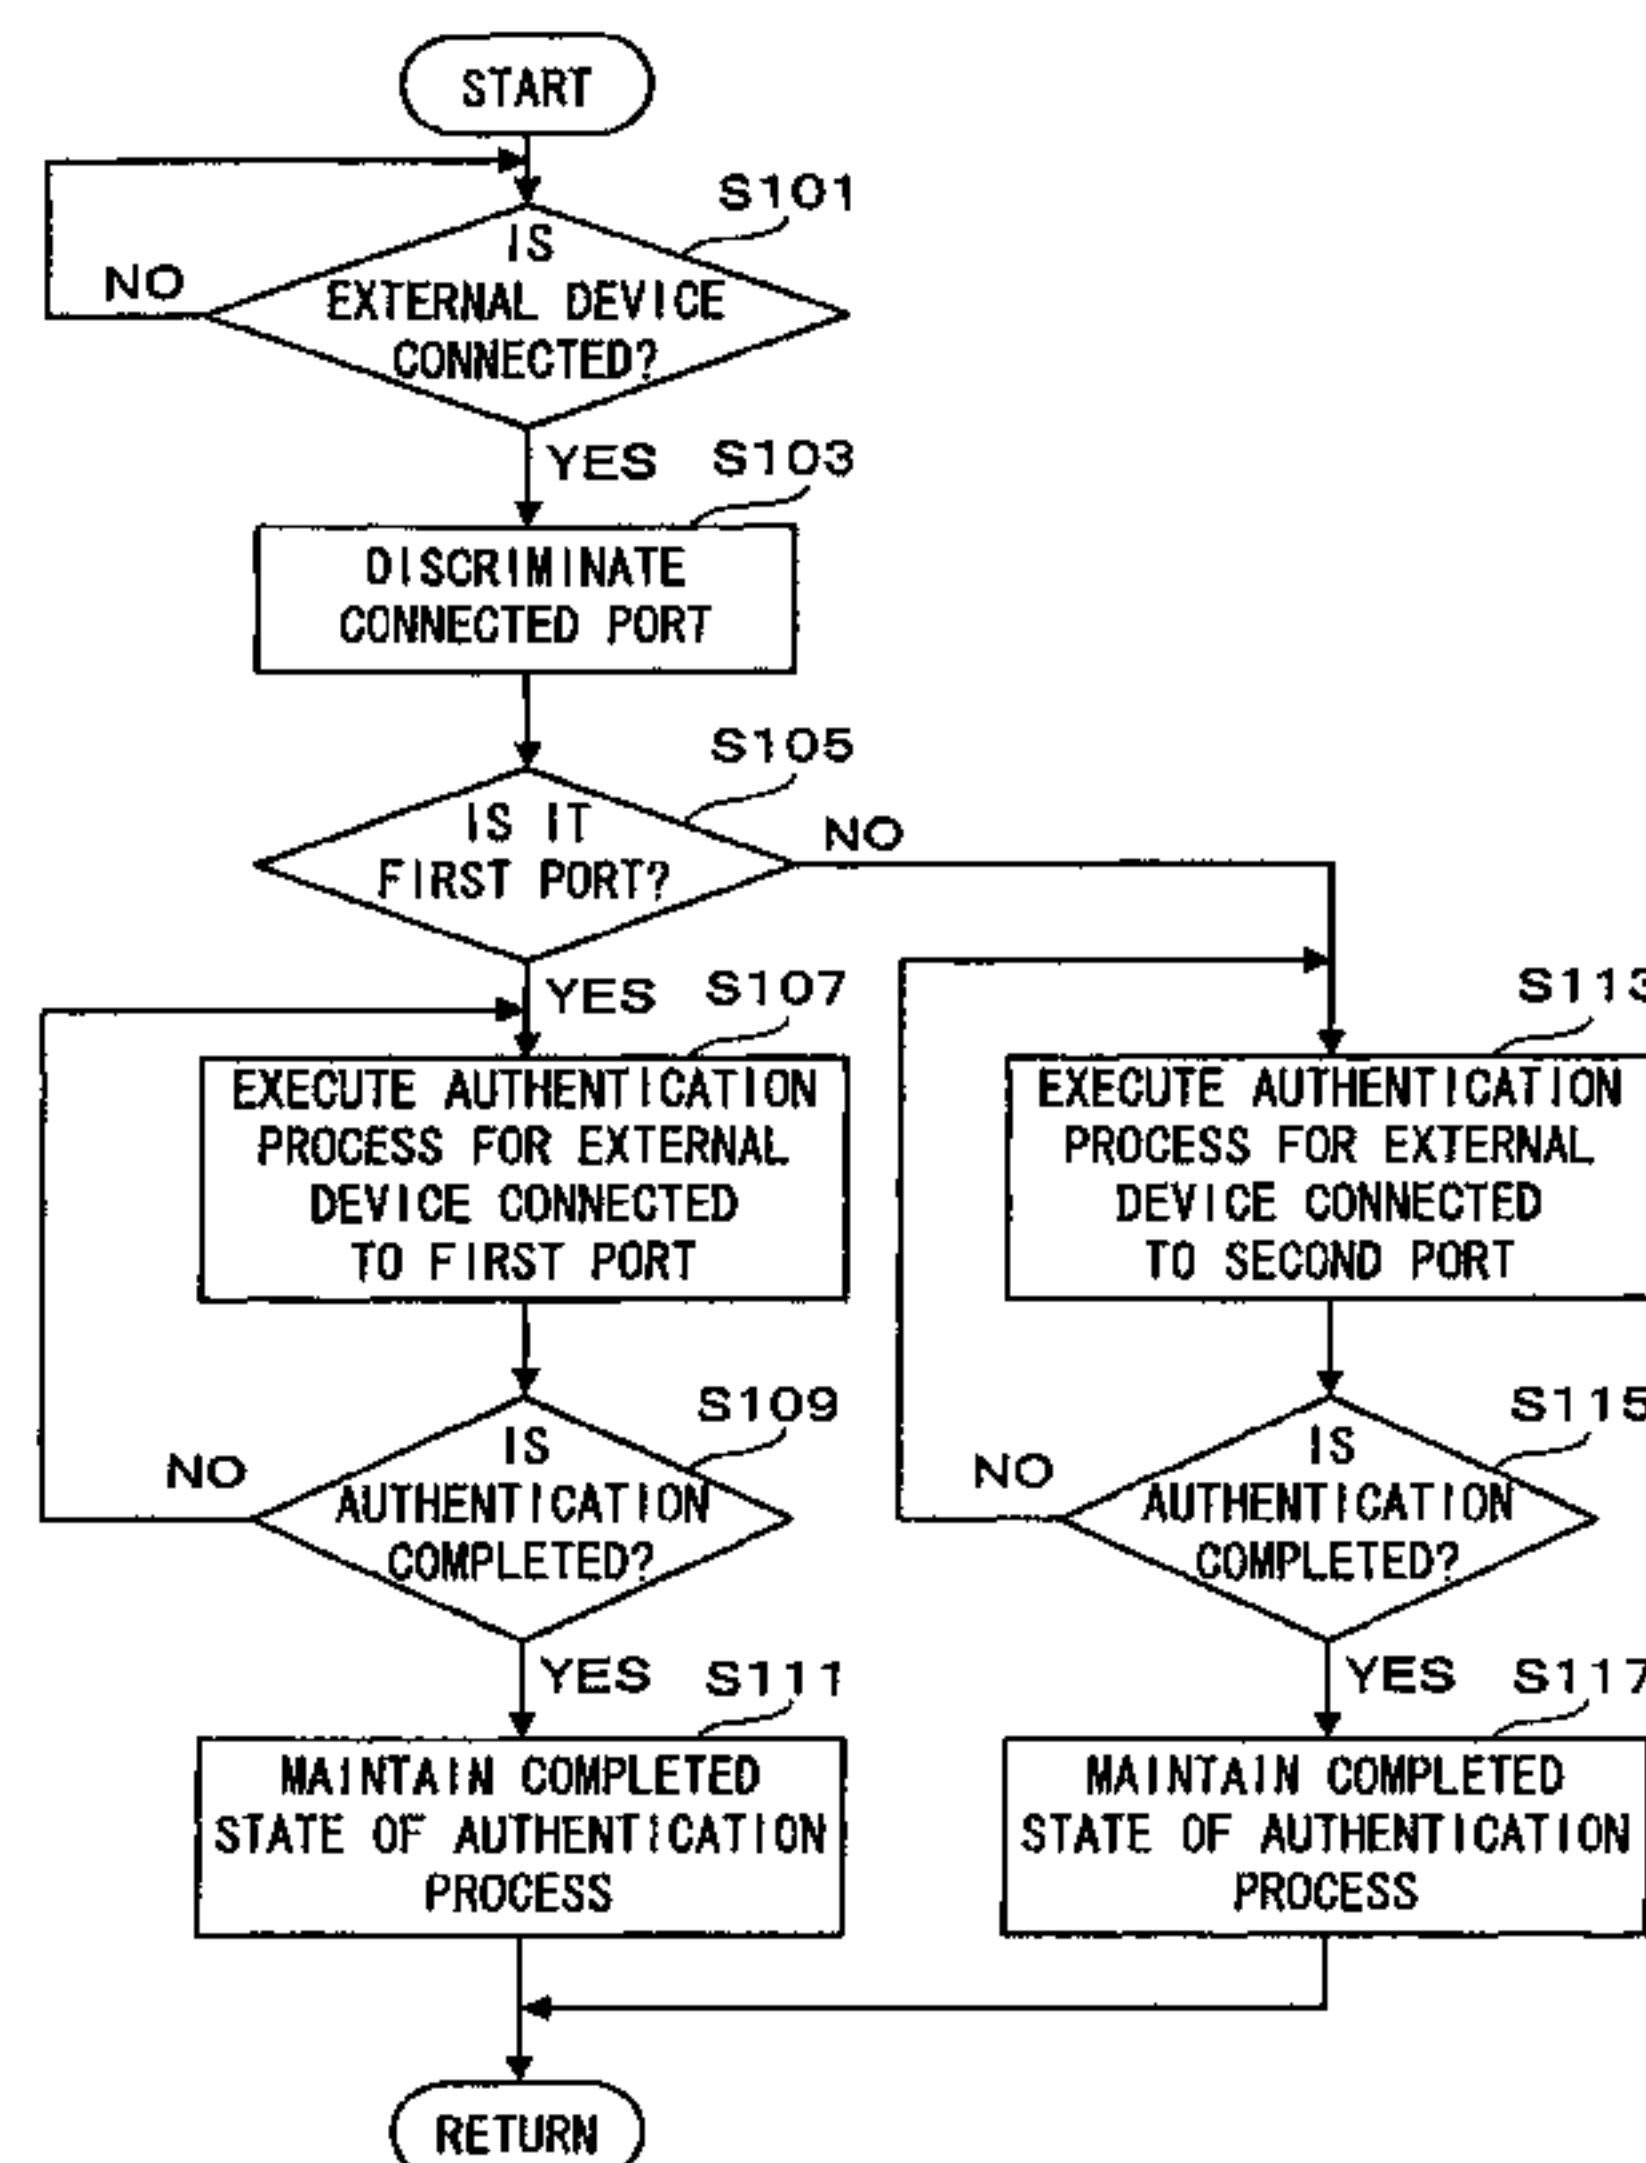 START
S101
IS
EXTERNAL DEVICE
CONNECTED?
NO
YES
S103
DISCRIMINATE
CONNECTED PORT
S105
IS IT
FIRST PORT?
NO
YES
S107
EXECUTE AUTHENTICATION
PROCESS FOR EXTERNAL
DEVICE CONNECTED
TO FIRST PORT
S109
IS
AUTHENTICATION
COMPLETED?
NO
YES
S111
MAINTAIN COMPLETED
STATE OF AUTHENTICATION
PROCESS
S113
EXECUTE AUTHENTICATION
PROCESS FOR EXTERNAL
DEVICE CONNECTED
TO SECOND PORT
S115
IS
AUTHENTICATION
COMPLETED?
NO
YES
S117
MAINTAIN COMPLETED
STATE OF AUTHENTICATION
PROCESS
RETURN